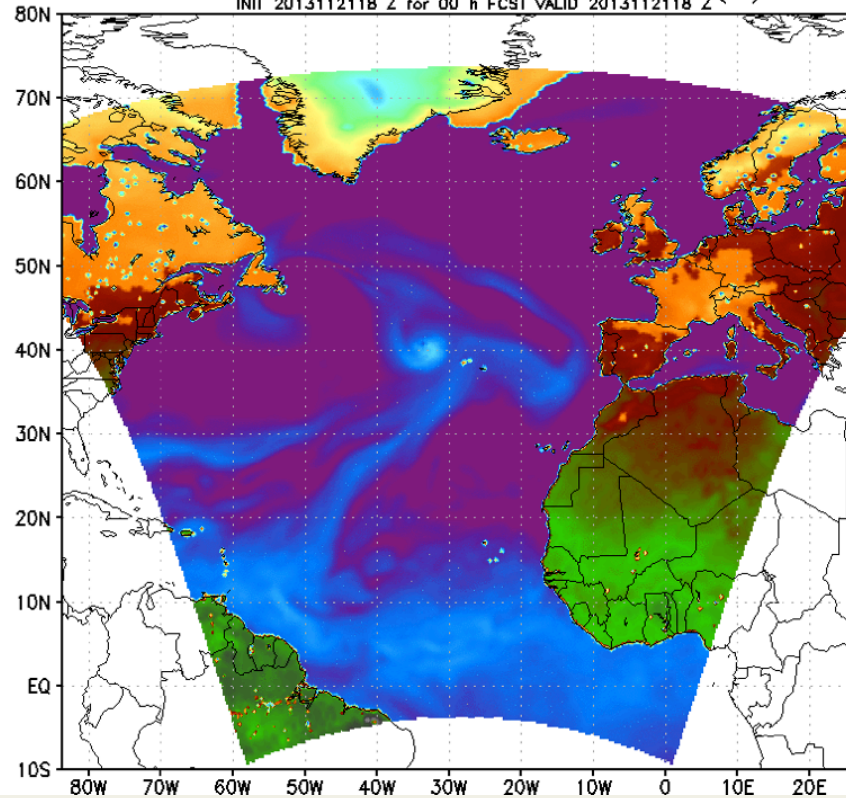 INIT 2013112118 Z for 00 h FCST VALID 2013112118 Z
80N
70N
60N
50N
40N
30N
20N
10N
EQ
10S
80W 70W 60W 50W 40W 30W 20W 10W 0 10E 20E